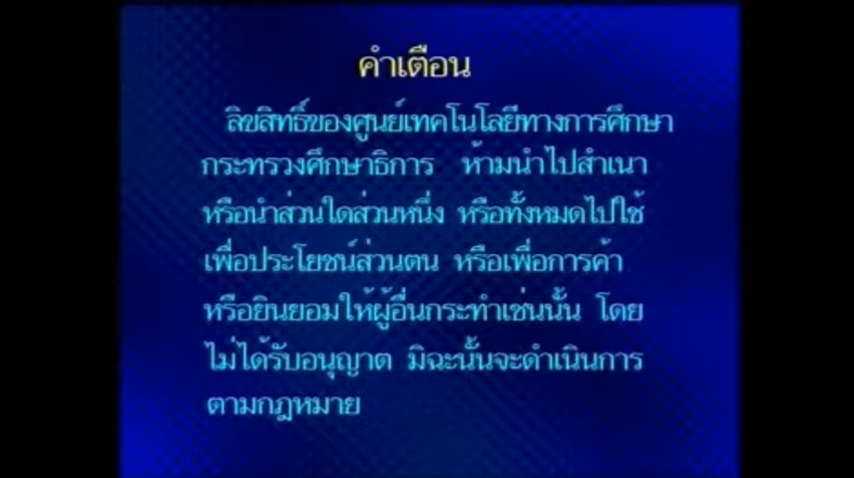 คำเตือน
ลิขสิทธิ์ของศูนย์เทคโนโลยีทางการศึกษา
กระทรวงศึกษาธิการ ห้ามนำไปสำเนา
หรือนำส่วนใดส่วนหนึ่ง หรือทั้งหมดไปใช้
เพื่อประโยชน์ส่วนตน หรือเพื่อการค้า
หรือยินยอมให้ผู้อื่นกระทำเช่นนั้น โดย
ไม่ได้รับอนุญาต มิฉะนั้นจะดำเนินการ
ตามกฎหมาย